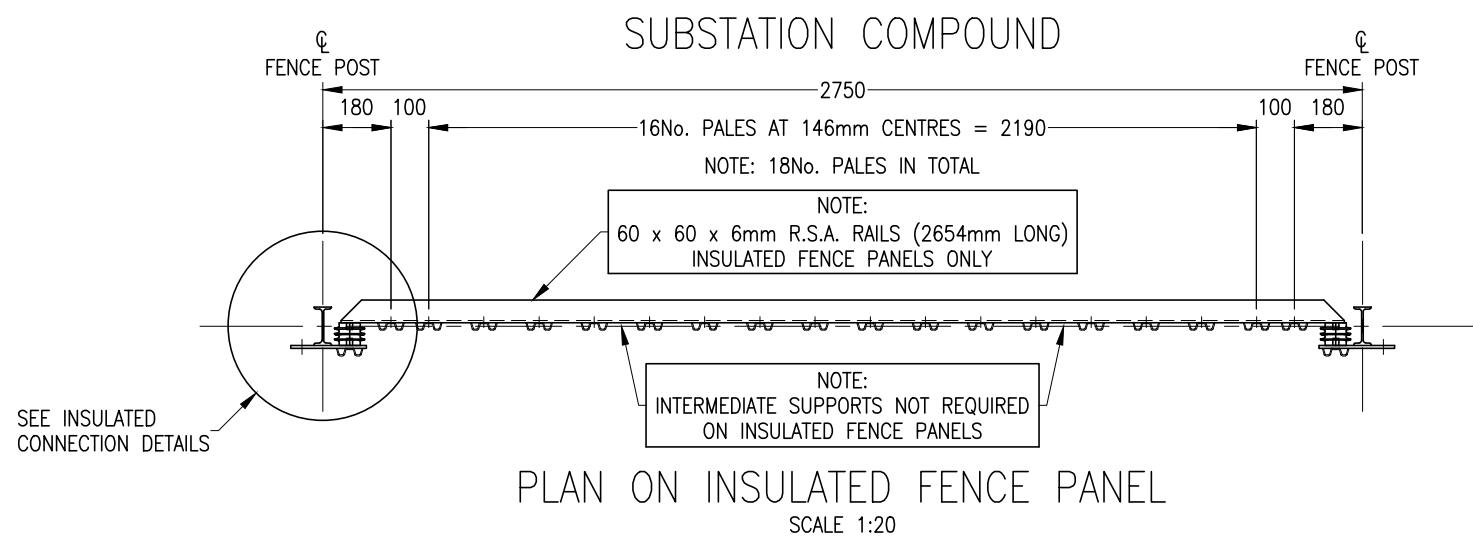 SUBSTATION COMPOUND
℄
FENCE POST
℄
FENCE POST
2750
180 100
100 180
16No. PALES AT 146mm CENTRES = 2190
NOTE: 18No. PALES IN TOTAL
NOTE:
60 x 60 x 6mm R.S.A. RAILS (2654mm LONG)
INSULATED FENCE PANELS ONLY
NOTE:
INTERMEDIATE SUPPORTS NOT REQUIRED
ON INSULATED FENCE PANELS
SEE INSULATED
CONNECTION DETAILS
PLAN ON INSULATED FENCE PANEL
SCALE 1:20